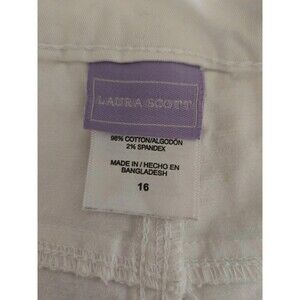 LAURA SCOTT
98% COTTON/ALGODÓN
2% SPANDEX
MADE IN / HECHO EN
BANGLADESH
16